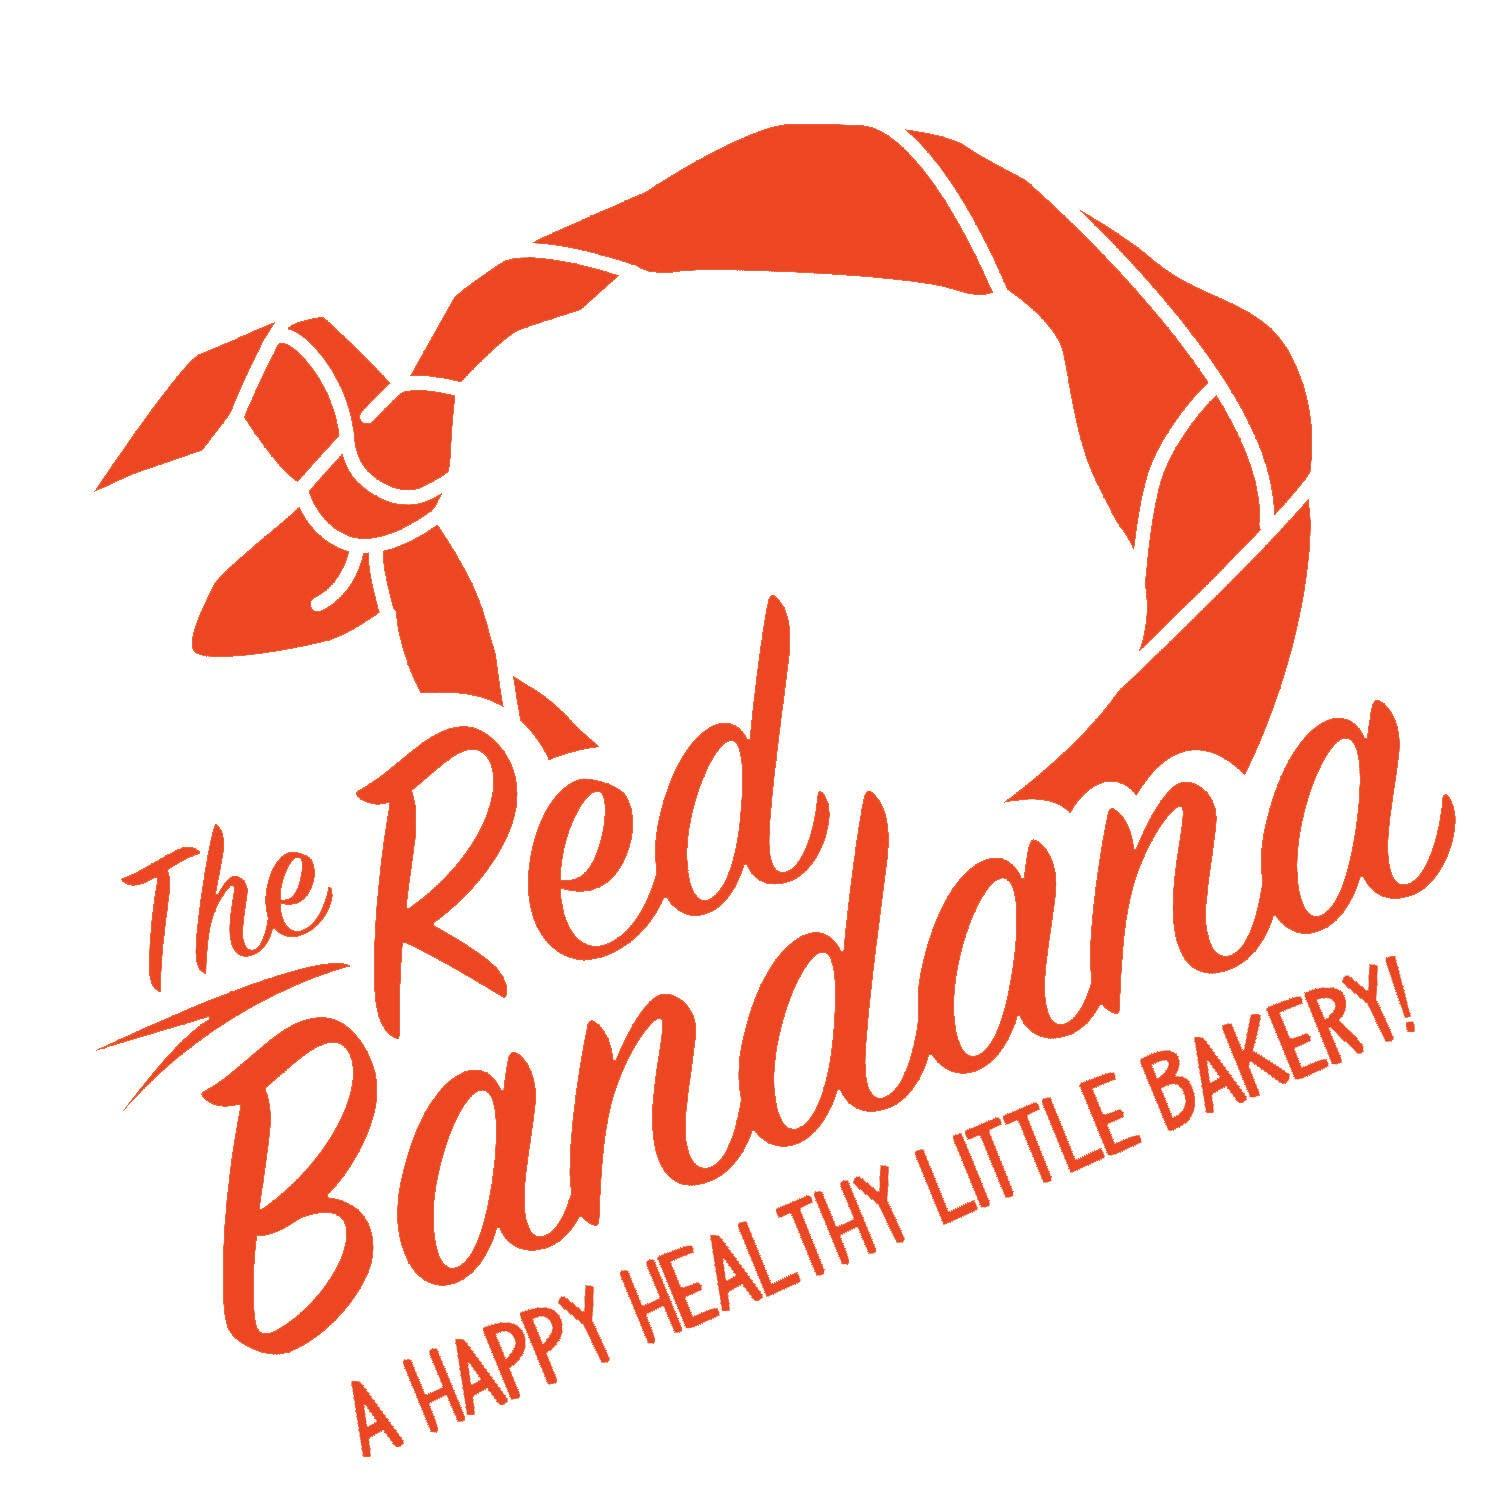 The Red
Bandana
A HAPPY HEALTHY LITTLE BAKERY!